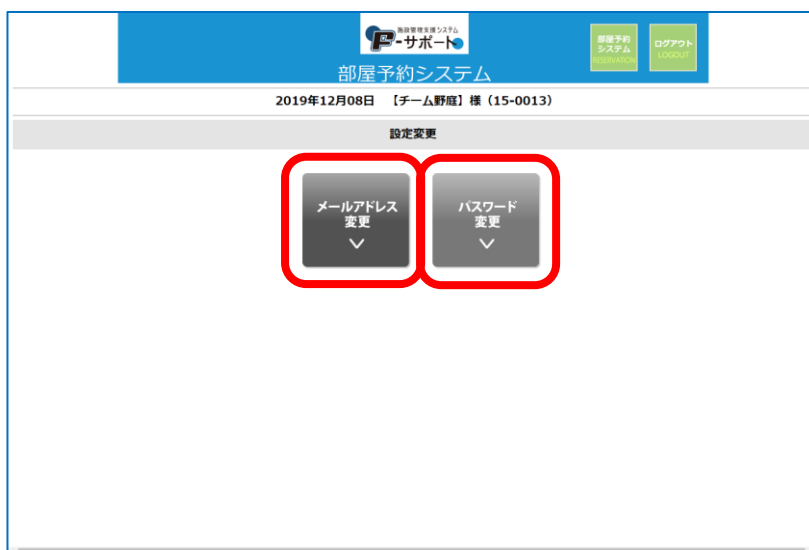 施設管理支援システム
P-サポート
部屋予約システム
部屋予約
システム
RESERVATION
ログアウト
LOGOUT
2019年12月08日 【チーム野庭】様（15-0013）
設定変更
メールアドレス
変更
パスワード
変更